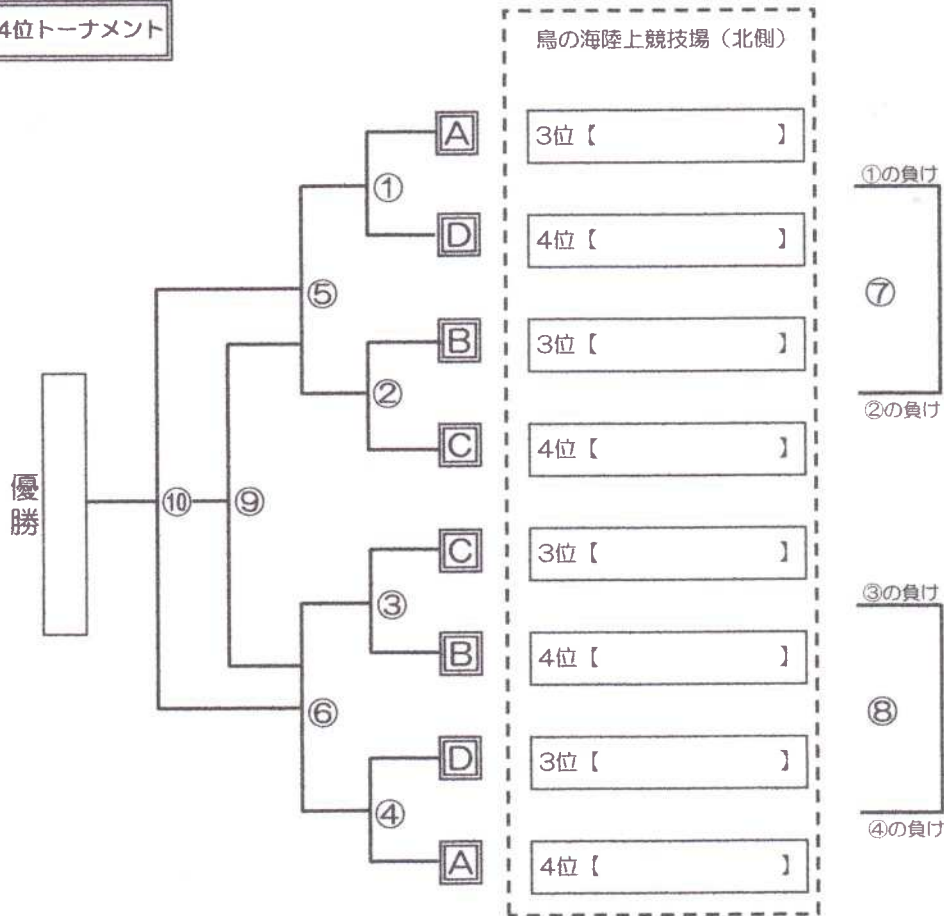 4位トーナメント
鳥の海陸上競技場（北側）
A
3位【 】
①の負け
①
D
4位【 】
⑤
⑦
B
3位【 】
②
②の負け
C
4位【 】
優勝
⑩
⑨
C
3位【 】
③の負け
③
B
4位【 】
⑥
⑧
D
3位【 】
④
④の負け
A
4位【 】